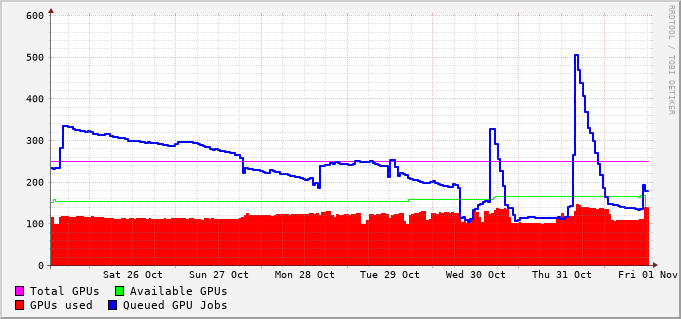 600
500
400
300
200
100
0
Sat 26 Oct Sun 27 Oct Mon 28 Oct Tue 29 Oct Wed 30 Oct Thu 31 Oct Fri 01 Nov
Total GPUs Available GPUs
GPUs used Queued GPU Jobs
RRDTOOL / TOBI OETIKER